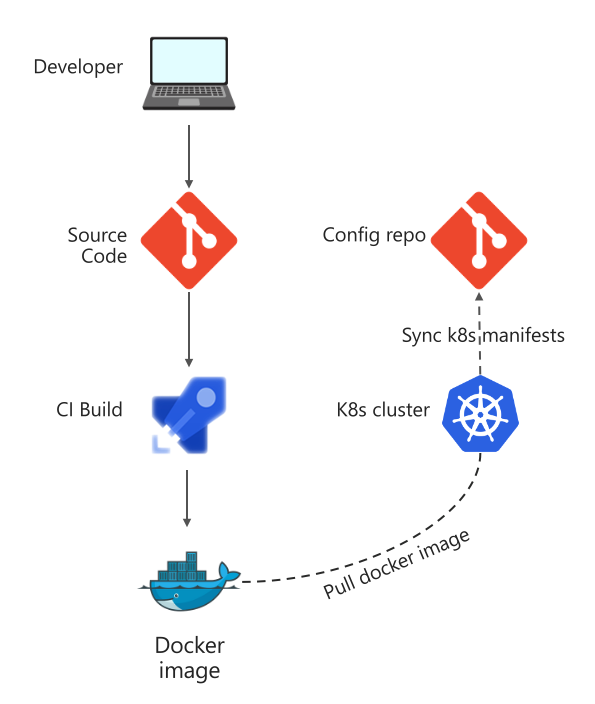 Developer
Source
Code
Config repo
Sync k8s manifests
CI Build
K8s cluster
Pull docker image
Docker
image